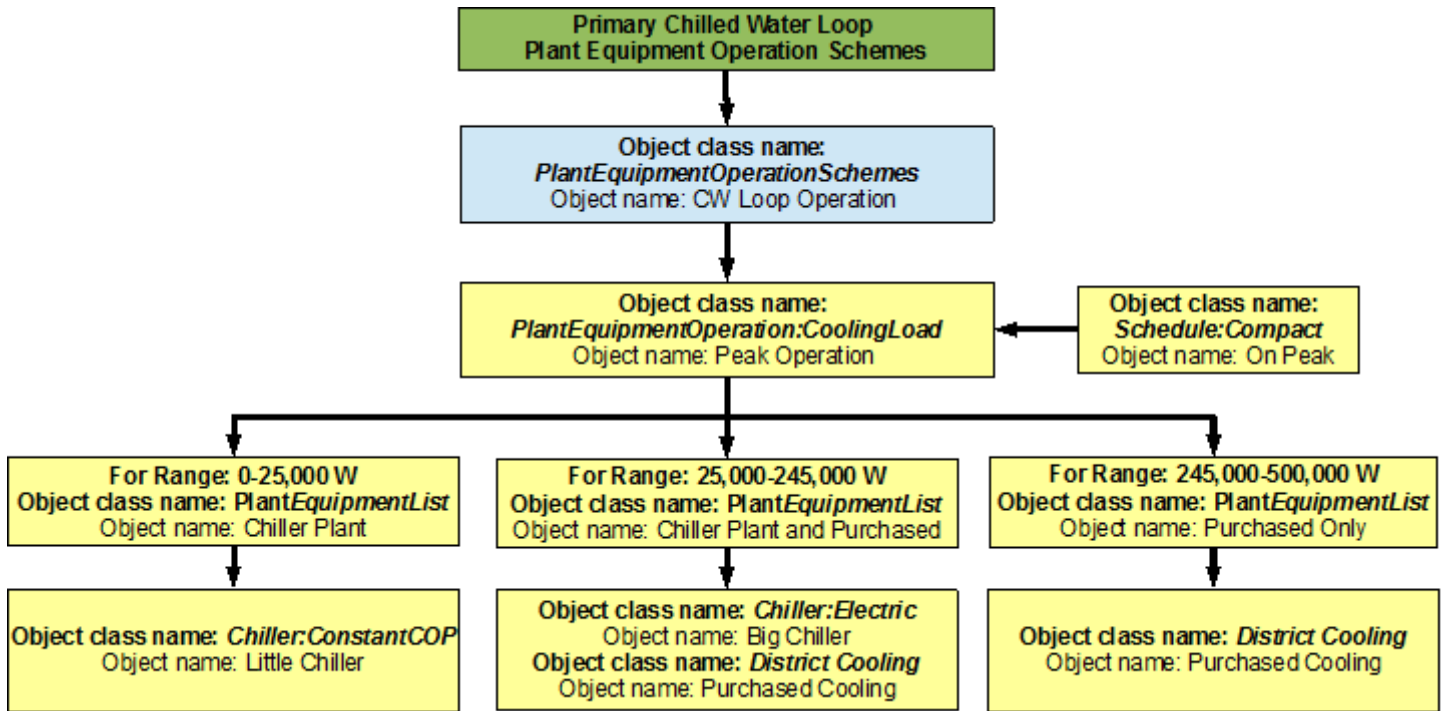 Primary Chilled Water Loop
Plant Equipment Operation Schemes
Object class name:
PlantEquipmentOperationSchemes
Object name: CW Loop Operation
Object class name:
PlantEquipmentOperation:CoolingLoad
Object name: Peak Operation
Object class name:
Schedule:Compact
Object name: On Peak
For Range: 0-25,000 W
Object class name: PlantEquipmentList
Object name: Chiller Plant
For Range: 25,000-245,000 W
Object class name: PlantEquipmentList
Object name: Chiller Plant and Purchased
For Range: 245,000-500,000 W
Object class name: PlantEquipmentList
Object name: Purchased Only
Object class name: Chiller:ConstantCOP
Object name: Little Chiller
Object class name: Chiller:Electric
Object name: Big Chiller
Object class name: District Cooling
Object name: Purchased Cooling
Object class name: District Cooling
Object name: Purchased Cooling